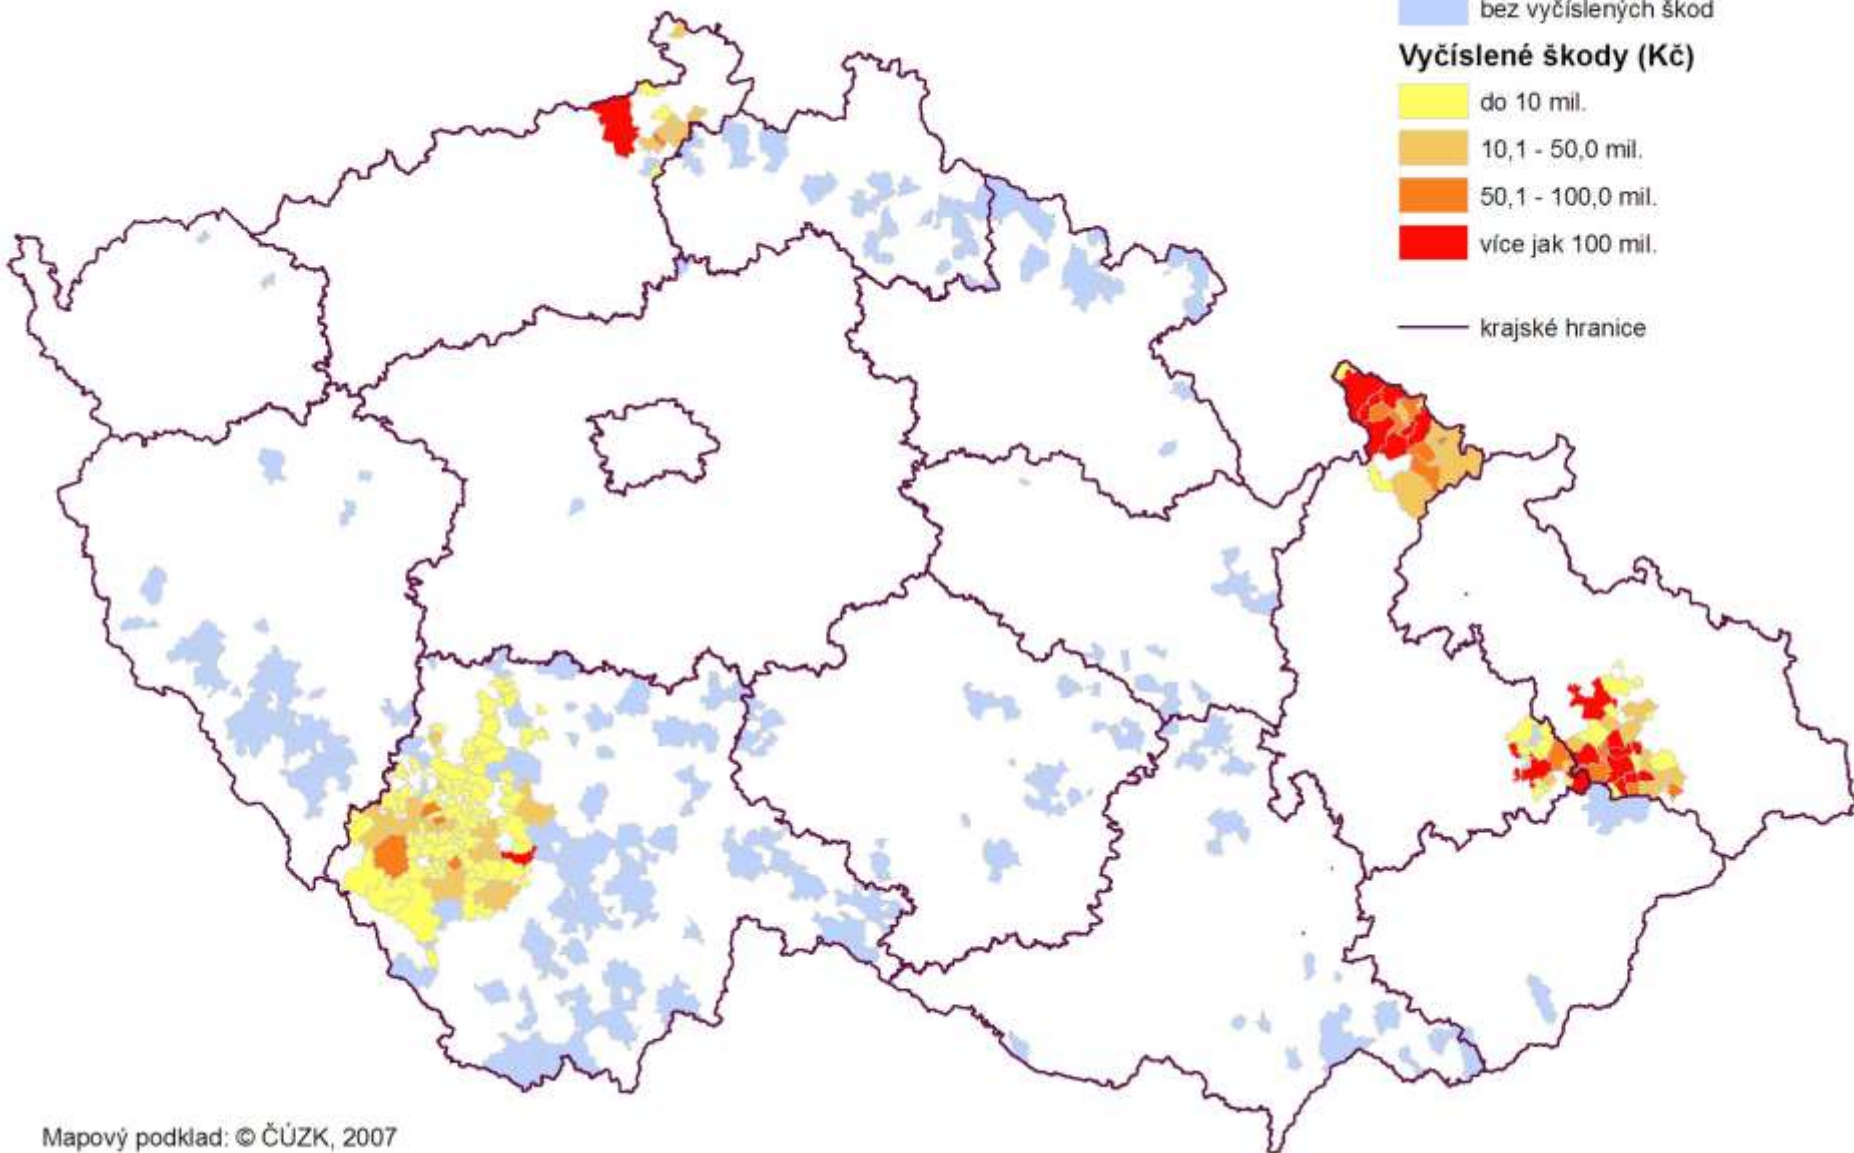 bez vyčíslených škod
Vyčíslené škody (Kč)
do 10 mil.
10,1 - 50,0 mil.
50,1 - 100,0 mil.
více jak 100 mil.
krajské hranice
Mapový podklad: © ČÚZK, 2007